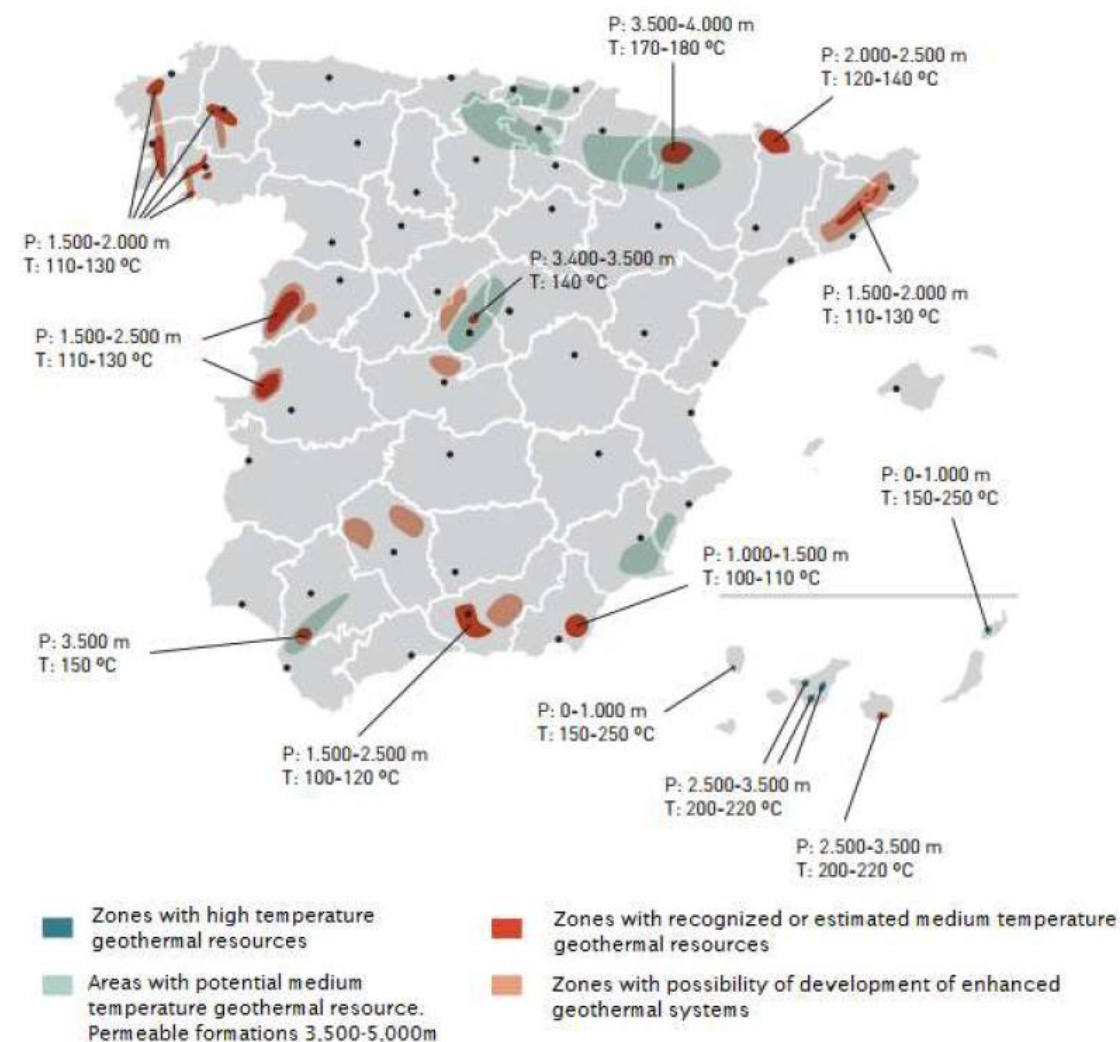 P: 3.500-4.000 m
T: 170-180 ºC
P: 2.000-2.500 m
T: 120-140 ºC
P: 1.500-2.000 m
T: 110-130 ºC
P: 3.400-3.500 m
T: 140 ºC
P: 1.500-2.000 m
T: 110-130 ºC
P: 1.500-2.500 m
T: 110-130 ºC
P: 0-1.000 m
T: 150-250 ºC
P: 1.000-1.500 m
T: 100-110 ºC
P: 3.500 m
T: 150 ºC
P: 0-1.000 m
T: 150-250 ºC
P: 1.500-2.500 m
T: 100-120 ºC
P: 2.500-3.500 m
T: 200-220 ºC
P: 2.500-3.500 m
T: 200-220 ºC
Zones with high temperature
geothermal resources
Zones with recognized or estimated medium temperature
geothermal resources
Areas with potential medium
temperature geothermal resource.
Permeable formations 3,500-5,000m
Zones with possibility of development of enhanced
geothermal systems